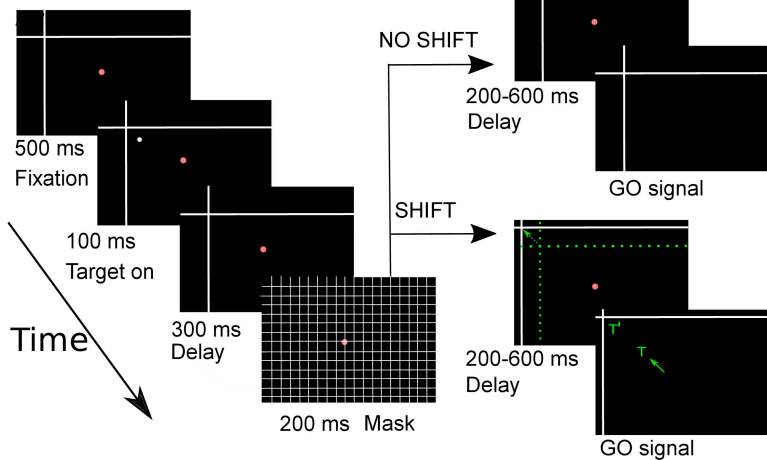 500 ms
Fixation
100 ms
Target on
300 ms
Delay
200 ms Mask
Time
NO SHIFT
200-600 ms
Delay
GO signal
SHIFT
200-600 ms
Delay
T'
T
GO signal